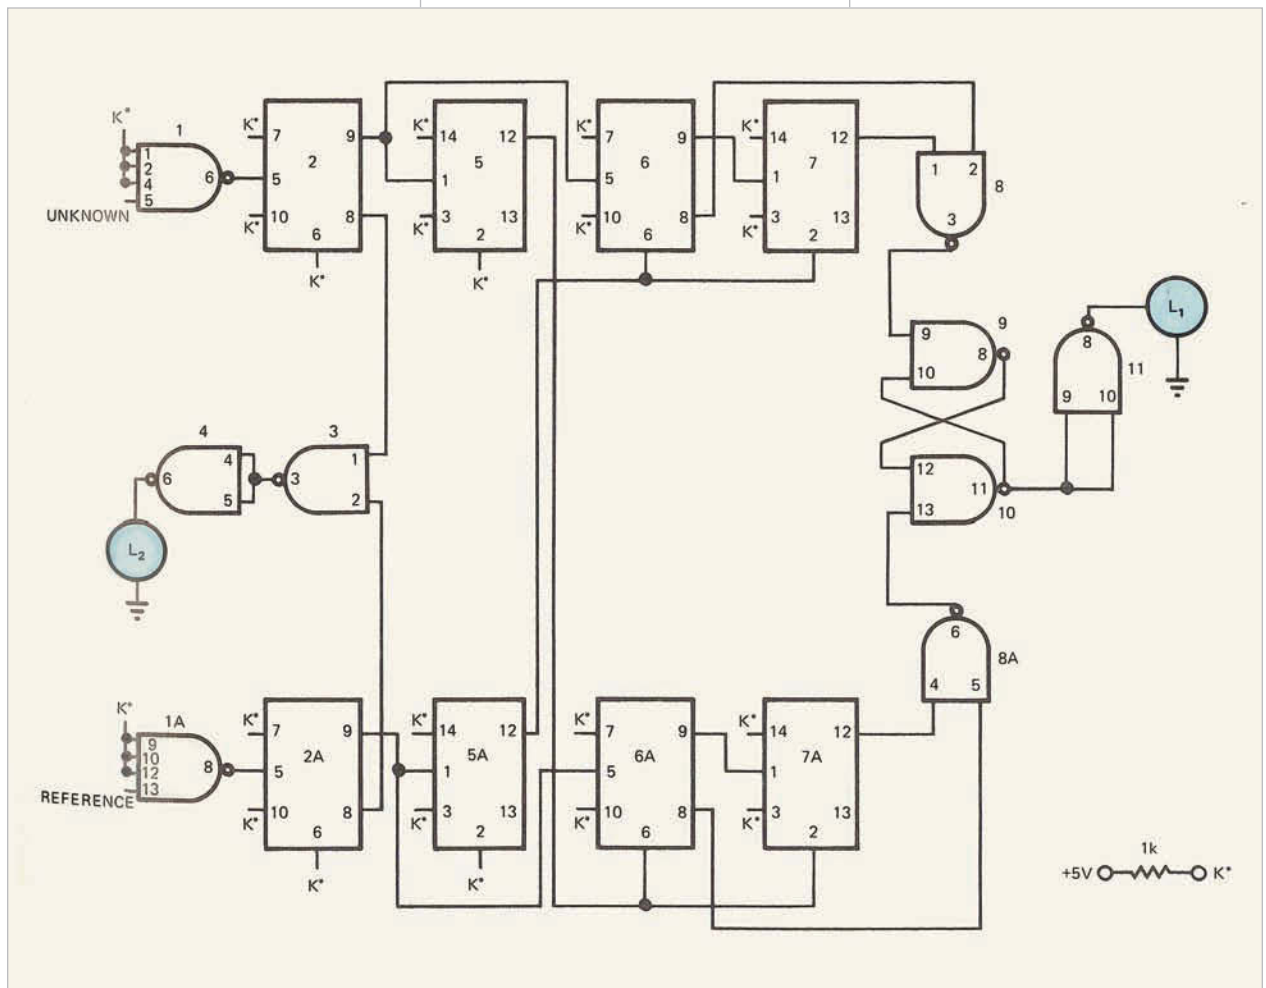 K*
1
1
2
4
5
6
UNKNOWN
K* 7
5
K* 10
2
9
8
6
K*
K* 14
1
3
K*
5
12
13
2
K*
K* 7
5
10
K*
6
9
8
6
K* 14
1
3
K*
7
12
13
2
1 2
8
3
9
10
8
9
12
13
11
10
9 10
8
11
L₁
4
4
5
6
3
1
2
3
L₂
K*
1A
9
10
12
13
8
REFERENCE
K* 7
5
10
K*
2A
9
8
6
K*
K* 14
1
3
K*
5A
12
13
2
K*
K* 7
5
10
K*
6A
9
8
6
K* 14
1
3
K*
7A
12
13
2
6
4 5
8A
1k
+5V K*